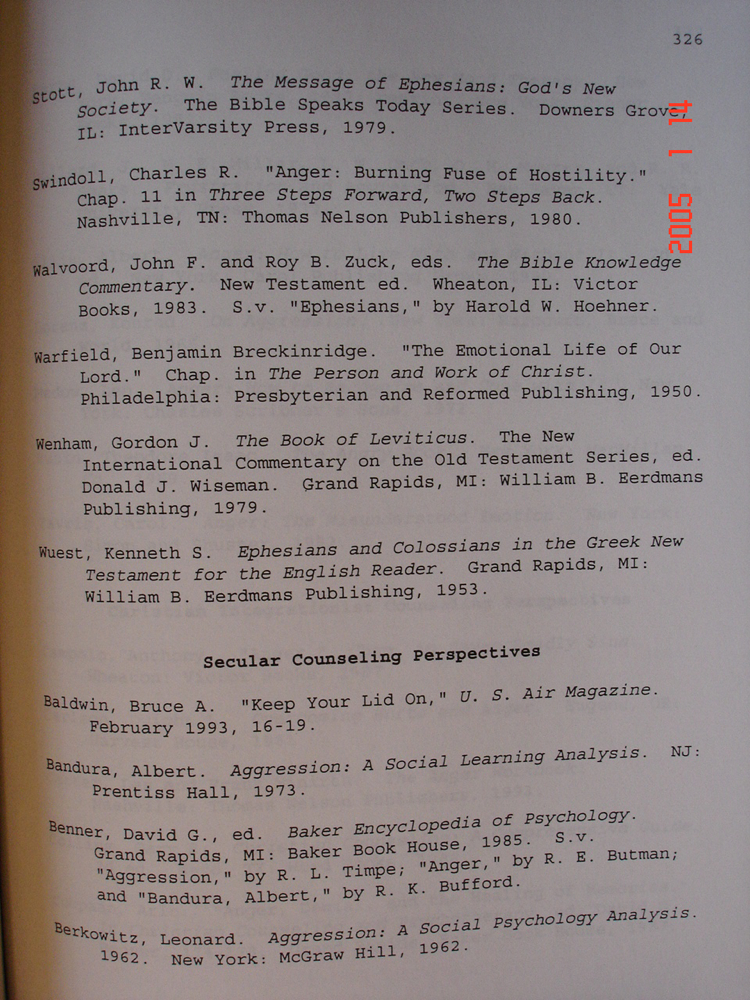 326
Stott, John R. W. The Message of Ephesians: God's New
Society. The Bible Speaks Today Series. Downers Grove,
IL: InterVarsity Press, 1979.
Swindoll, Charles R. "Anger: Burning Fuse of Hostility."
Chap. 11 in Three Steps Forward, Two Steps Back.
Nashville, TN: Thomas Nelson Publishers, 1980.
Walvoord, John F. and Roy B. Zuck, eds. The Bible Knowledge
Commentary. New Testament ed. Wheaton, IL: Victor
Books, 1983. S.v. "Ephesians," by Harold W. Hoehner.
Warfield, Benjamin Breckinridge. "The Emotional Life of Our
Lord." Chap. in The Person and Work of Christ.
Philadelphia: Presbyterian and Reformed Publishing, 1950.
Wenham, Gordon J. The Book of Leviticus. The New
International Commentary on the Old Testament Series, ed.
Donald J. Wiseman. Grand Rapids, MI: William B. Eerdmans
Publishing, 1979.
Wuest, Kenneth S. Ephesians and Colossians in the Greek New
Testament for the English Reader. Grand Rapids, MI:
William B. Eerdmans Publishing, 1953.
Secular Counseling Perspectives
Baldwin, Bruce A. "Keep Your Lid On," U. S. Air Magazine.
February 1993, 16-19.
Bandura, Albert. Aggression: A Social Learning Analysis. NJ:
Prentiss Hall, 1973.
Benner, David G., ed. Baker Encyclopedia of Psychology.
Grand Rapids, MI: Baker Book House, 1985. S.v.
"Aggression," by R. L. Timpe; "Anger," by R. E. Butman;
and "Bandura, Albert," by R. K. Bufford.
Berkowitz, Leonard. Aggression: A Social Psychology Analysis.
1962. New York: McGraw Hill, 1962.
2005 1 14